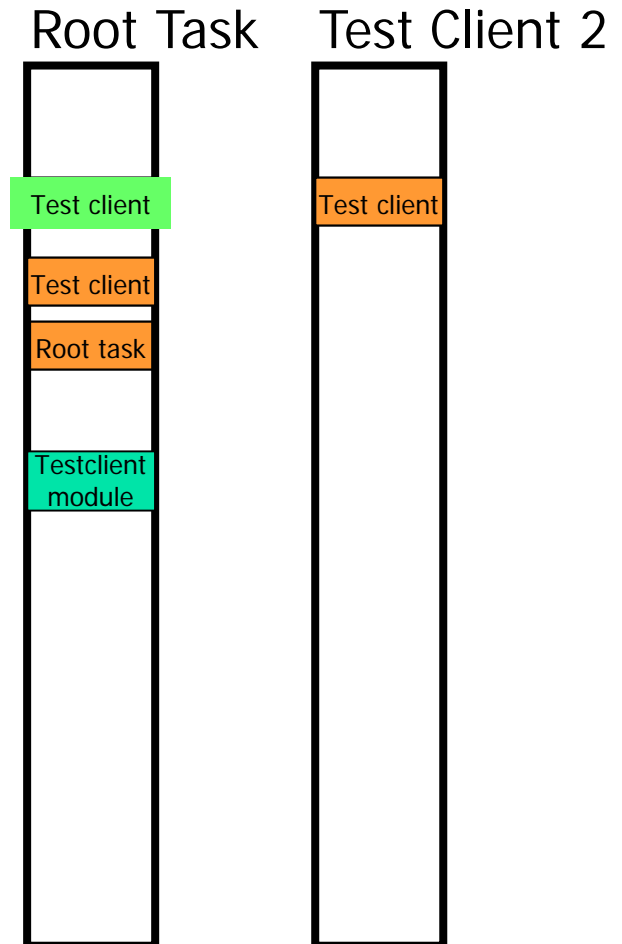 Root Task
Test Client 2
Test client
Test client
Test client
Root task
Testclient
module